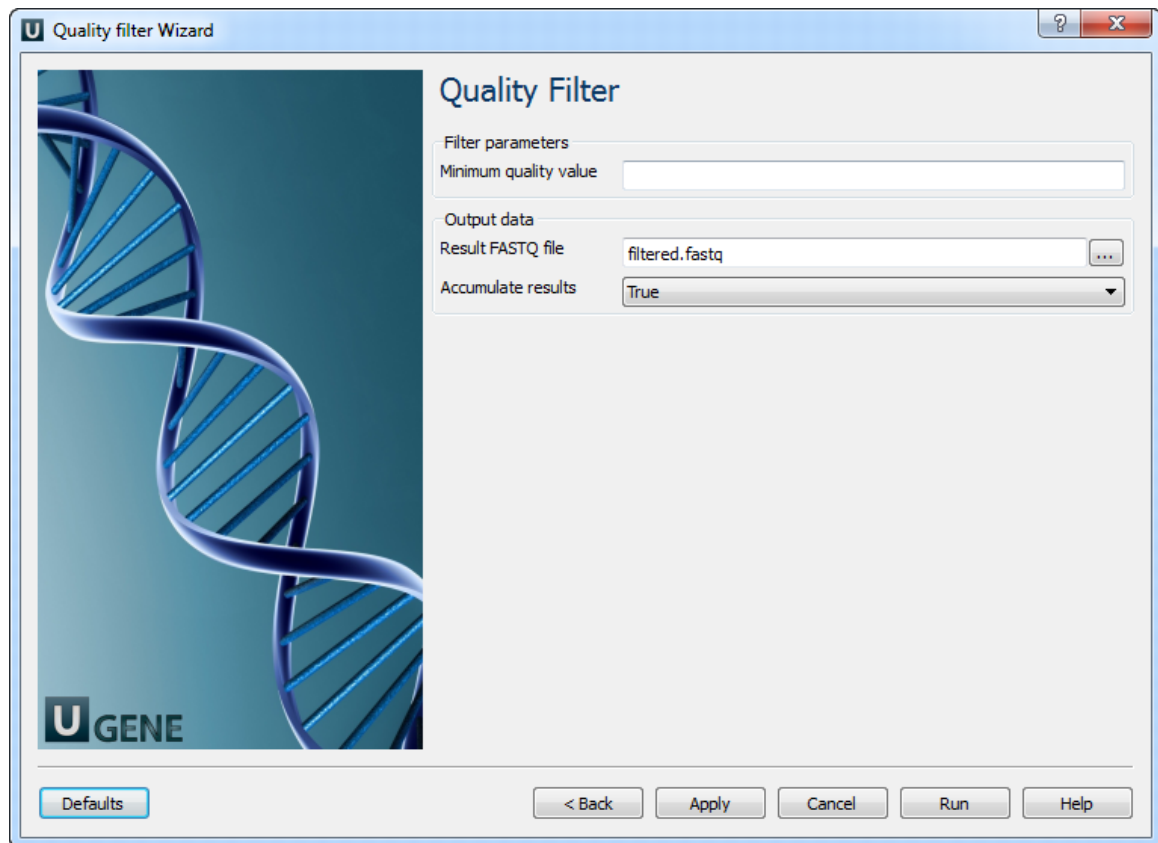 U Quality filter Wizard
Quality Filter
Filter parameters
Minimum quality value
Output data
Result FASTQ file filtered.fastq ...
Accumulate results True
U GENE
Defaults < Back Apply Cancel Run Help